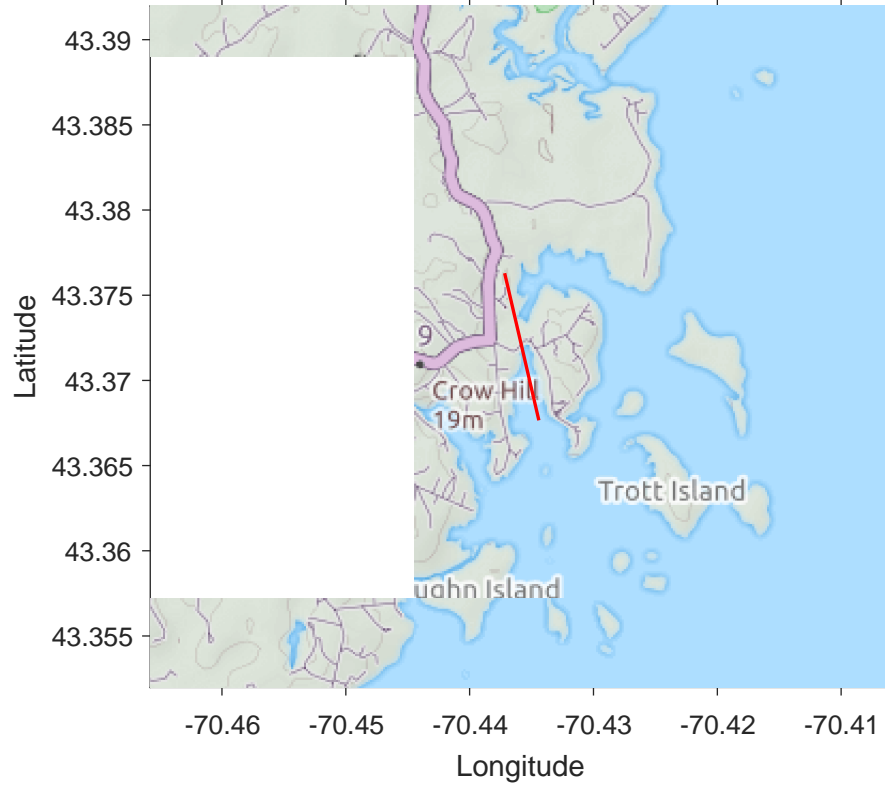 43.39
43.385
43.38
43.375
43.37
43.365
43.36
43.355
Latitude
9
Crow Hill
19m
Trott Island
ughn Island
-70.46
-70.45
-70.44
-70.43
-70.42
-70.41
Longitude